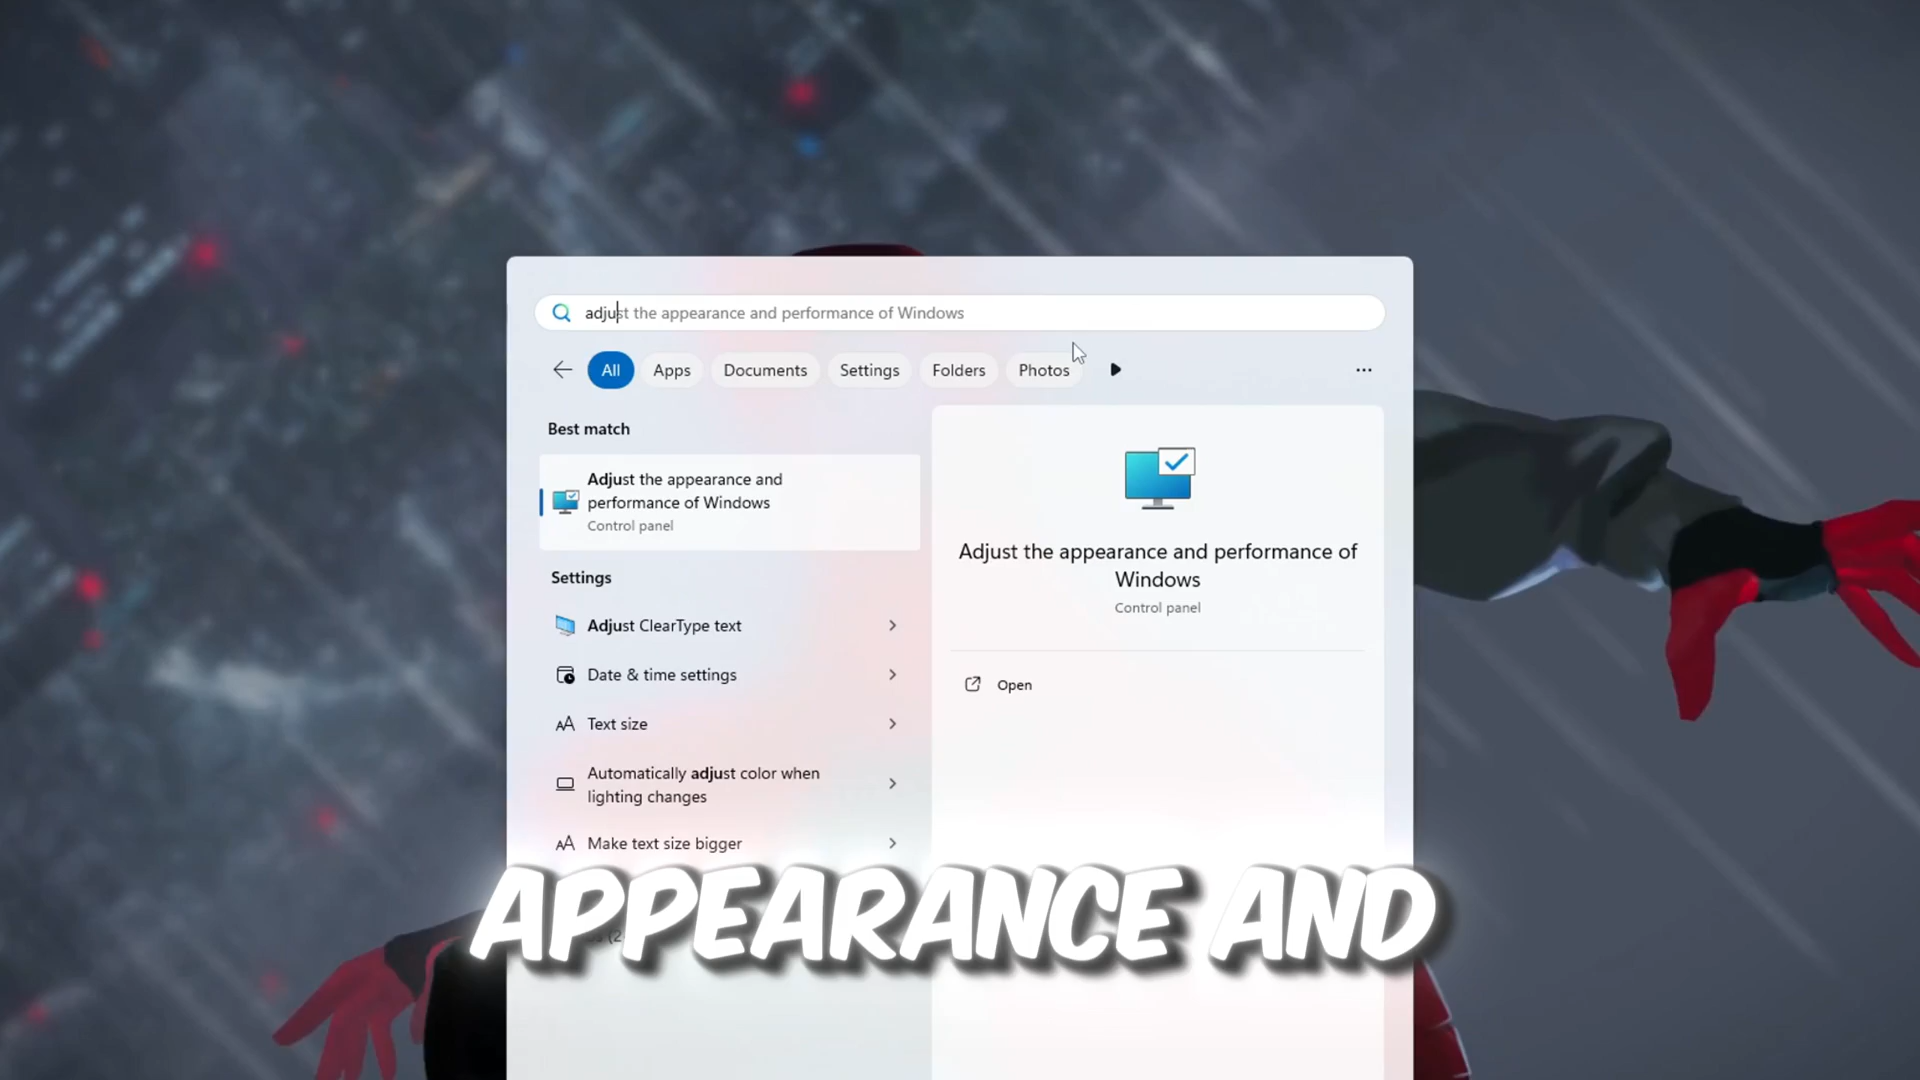 adjust the appearance and performance of Windows
All Apps Documents Settings Folders Photos
Best match
Adjust the appearance and
performance of Windows
Control panel
Settings
Adjust ClearType text
Date & time settings
Text size
Automatically adjust color when
lighting changes
Make text size bigger
Adjust the appearance and performance of
Windows
Control panel
Open
APPEARANCE AND